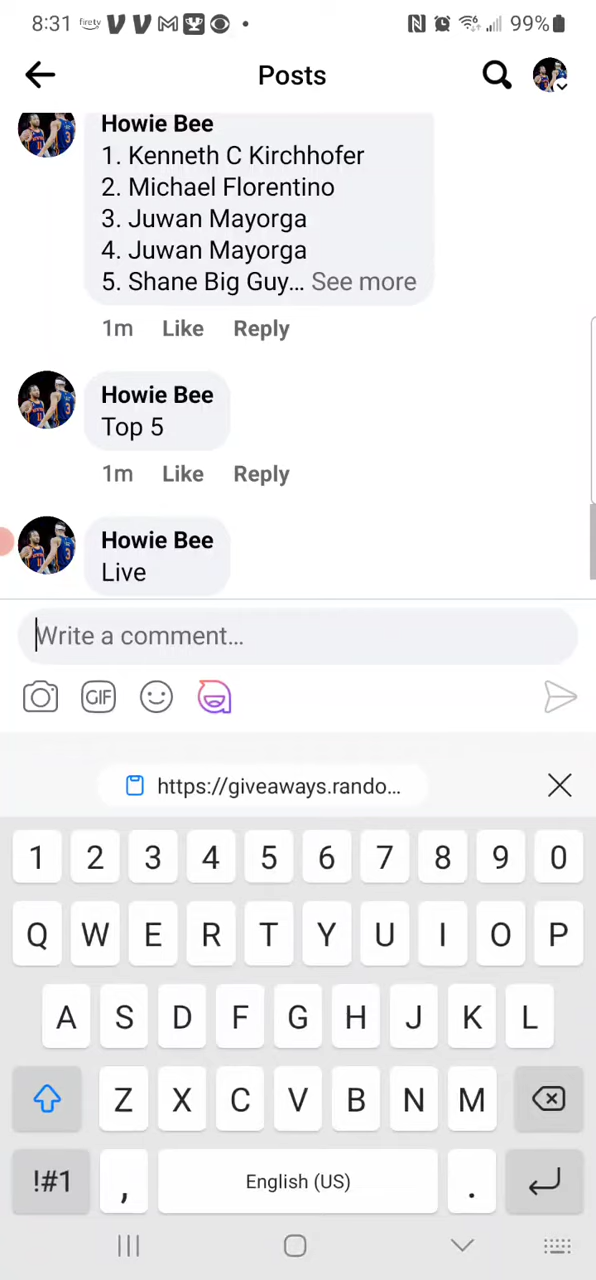 8:31 firety 99%
Posts
Howie Bee
1. Kenneth C Kirchhofer
2. Michael Florentino
3. Juwan Mayorga
4. Juwan Mayorga
5. Shane Big Guy... See more
1m Like Reply
Howie Bee
Top 5
1m Like Reply
Howie Bee
Live
Write a comment...
GIF
https://giveaways.rando...
1 2 3 4 5 6 7 8 9 0
Q W E R T Y U I O P
A S D F G H J K L
Z X C V B N M
!#1 , English (US) .